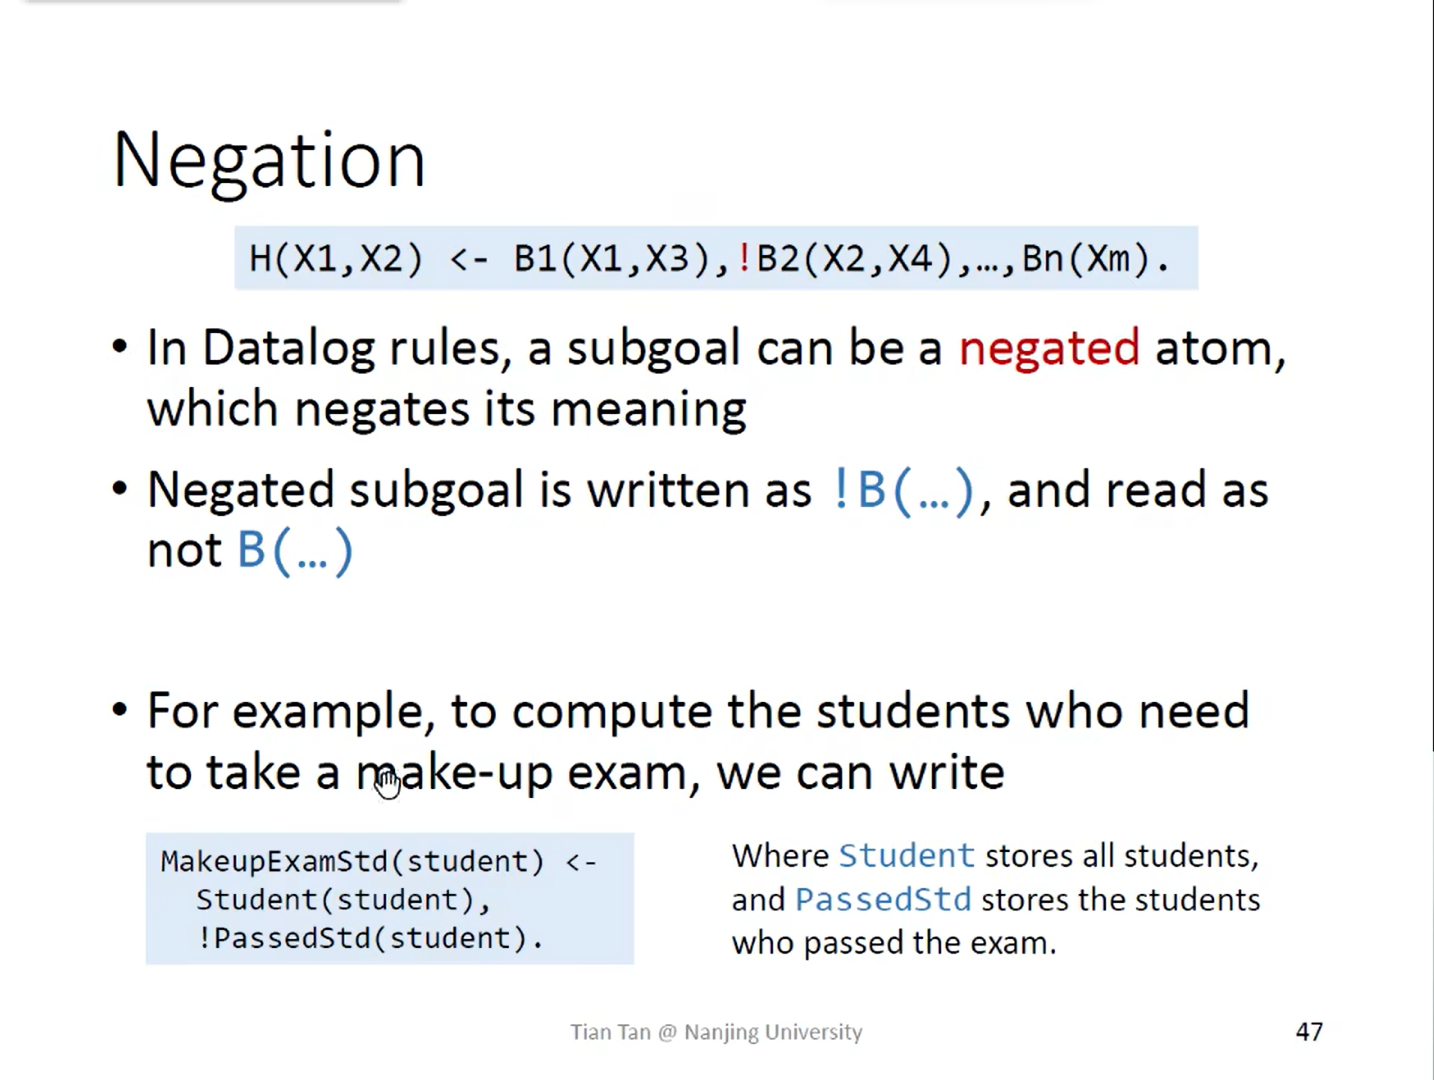 Negation
H(X1,X2) <- B1(X1,X3),!B2(X2,X4),…,Bn(Xm).
• In Datalog rules, a subgoal can be a negated atom,
which negates its meaning
• Negated subgoal is written as !B(…), and read as
not B(…)
• For example, to compute the students who need
to take a make-up exam, we can write
MakeupExamStd(student) <-
Student(student),
!PassedStd(student).
Where Student stores all students,
and PassedStd stores the students
who passed the exam.
Tian Tan @ Nanjing University
47